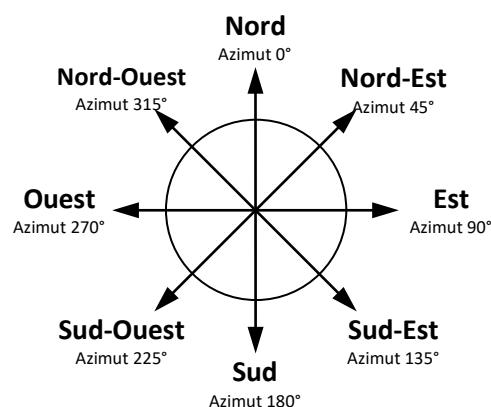 Nord
Azimut 0°
Nord-Ouest
Azimut 315°
Nord-Est
Azimut 45°
Ouest
Azimut 270°
Est
Azimut 90°
Sud-Ouest
Azimut 225°
Sud-Est
Azimut 135°
Sud
Azimut 180°